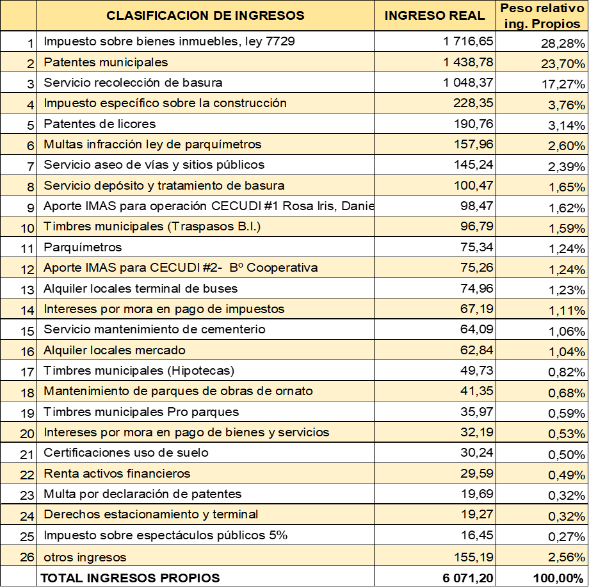 CLASIFICACION DE INGRESOS INGRESO REAL Peso relativo ing. Propios
1 Impuesto sobre bienes inmuebles, ley 7729 1 716,65 28,28%
2 Patentes municipales 1 438,78 23,70%
3 Servicio recolección de basura 1 048,37 17,27%
4 Impuesto específico sobre la construcción 228,35 3,76%
5 Patentes de licores 190,76 3,14%
6 Multas infracción ley de parquímetros 157,96 2,60%
7 Servicio aseo de vías y sitios públicos 145,24 2,39%
8 Servicio depósito y tratamiento de basura 100,47 1,65%
9 Aporte IMAS para operación CECUDI #1 Rosa Iris, Danie 98,47 1,62%
10 Timbres municipales (Traspasos B.I.) 96,79 1,59%
11 Parquímetros 75,34 1,24%
12 Aporte IMAS para CECUDI #2- Bº Cooperativa 75,26 1,24%
13 Alquiler locales terminal de buses 74,96 1,23%
14 Intereses por mora en pago de impuestos 67,19 1,11%
15 Servicio mantenimiento de cementerio 64,09 1,06%
16 Alquiler locales mercado 62,84 1,04%
17 Timbres municipales (Hipotecas) 49,73 0,82%
18 Mantenimiento de parques de obras de ornato 41,35 0,68%
19 Timbres municipales Pro parques 35,97 0,59%
20 Intereses por mora en pago de bienes y servicios 32,19 0,53%
21 Certificaciones uso de suelo 30,24 0,50%
22 Renta activos financieros 29,59 0,49%
23 Multa por declaración de patentes 19,69 0,32%
24 Derechos estacionamiento y terminal 19,27 0,32%
25 Impuesto sobre espectáculos públicos 5% 16,45 0,27%
26 otros ingresos 155,19 2,56%
TOTAL INGRESOS PROPIOS 6 071,20 100,00%